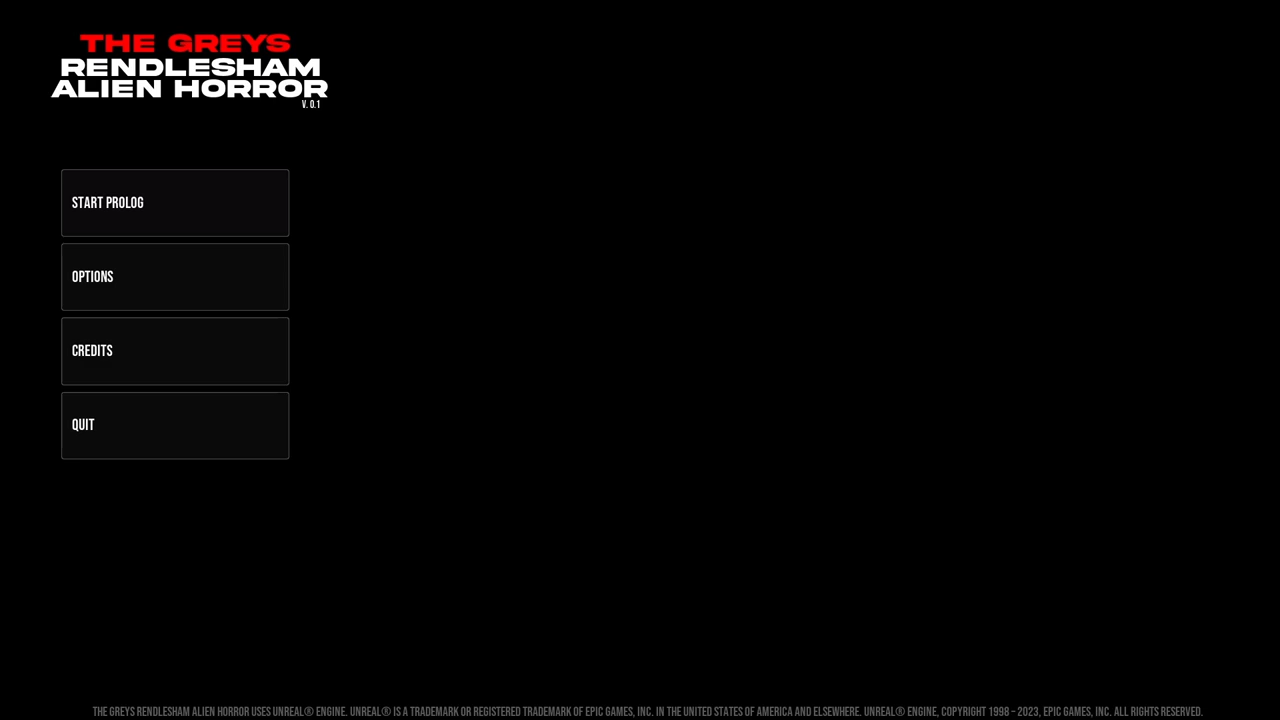 THE GREYS
RENDLESHAM
ALIEN HORROR
V. 0.1
START PROLOG
OPTIONS
CREDITS
QUIT
THE GREYS RENDLESHAM ALIEN HORROR USES UNREAL® ENGINE. UNREAL® IS A TRADEMARK OR REGISTERED TRADEMARK OF EPIC GAMES, INC. IN THE UNITED STATES OF AMERICA AND ELSEWHERE. UNREAL® ENGINE, COPYRIGHT 1998 – 2023, EPIC GAMES, INC. ALL RIGHTS RESERVED.